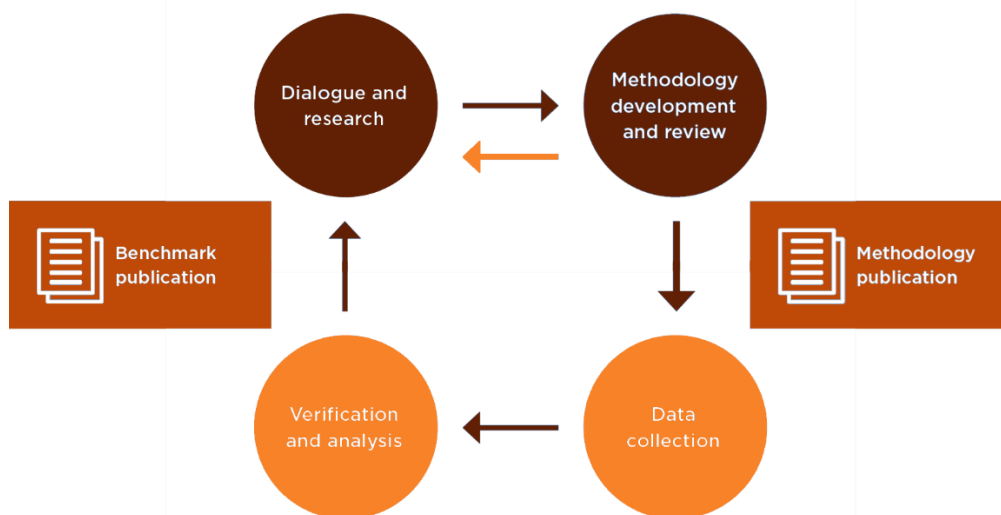 Dialogue and
research
Methodology
development
and review
Benchmark
publication
Methodology
publication
Verification
and analysis
Data
collection